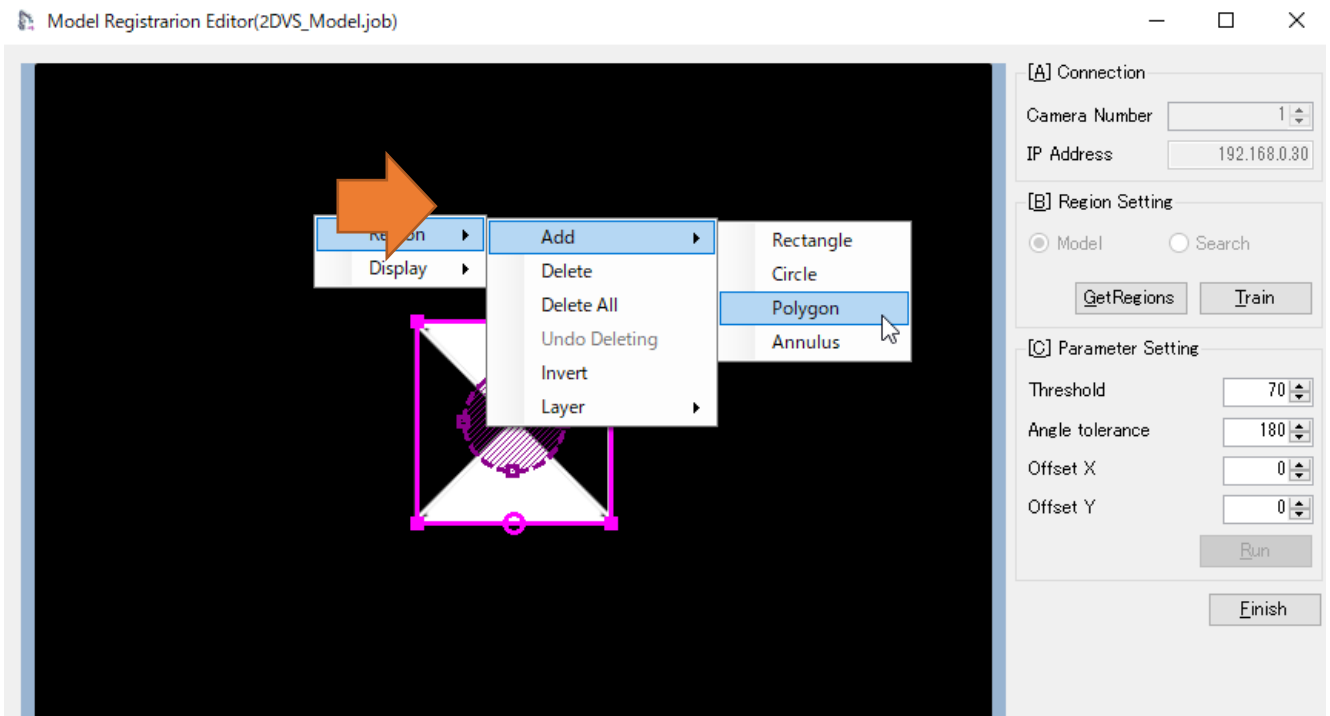 Model Registrarion Editor(2DVS_Model.job)
[A] Connection
Camera Number 1
IP Address 192.168.0.30
[B] Region Setting
Model Search
GetRegions Train
[C] Parameter Setting
Threshold 70
Angle tolerance 180
Offset X 0
Offset Y 0
Run
Finish
Region
Display
Add
Delete
Delete All
Undo Deleting
Invert
Layer
Rectangle
Circle
Polygon
Annulus